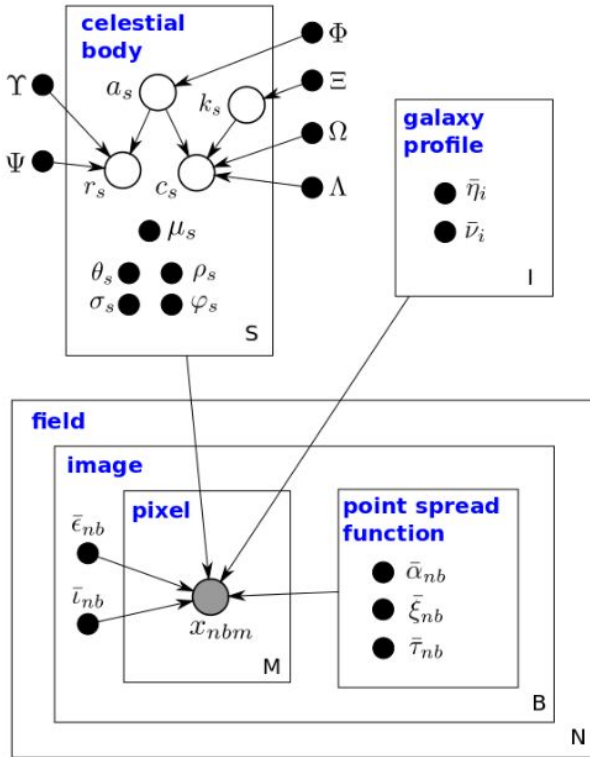 celestial
body
Φ
a_s
k_s
Ξ
Υ
galaxy
profile
Ω
Ψ
r_s
c_s
Λ
η̄_i
μ_s
ν̄_i
θ_s
ρ_s
σ_s
φ_s
S
I
field
image
pixel
point spread
function
ε̄_nb
ᾱ_nb
ῑ_nb
ξ̄_nb
x_nbm
τ̄_nb
M
B
N